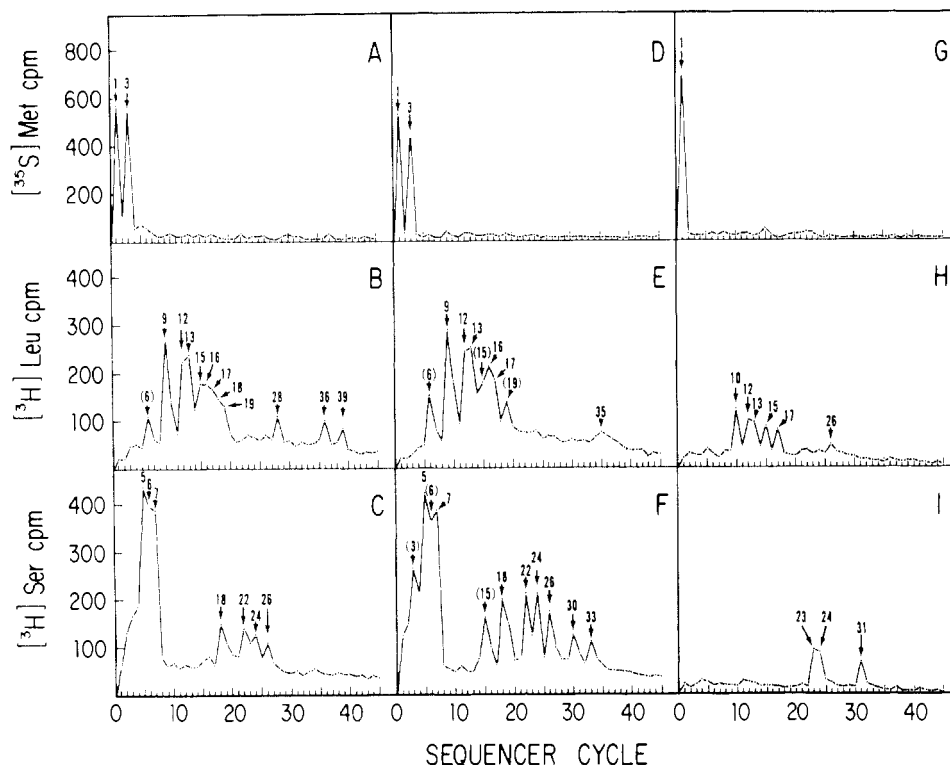 A
D
G
[35S] Met cpm
800
600
400
200
1 3
1 3
1
B
E
H
[3H] Leu cpm
400
300
200
100
(6) 9 12 13 15 16 17 18 19 28 36 39
(6) 9 12 13 (15) 16 17 (19) 35
10 12 13 15 17 26
C
F
I
[3H] Ser cpm
400
300
200
100
5 6 7 18 22 24 26
(3) 5 (6) 7 (15) 18 22 24 26 30 33
23 24 31
0 10 20 30 40
0 10 20 30 40
0 10 20 30 40
SEQUENCER CYCLE